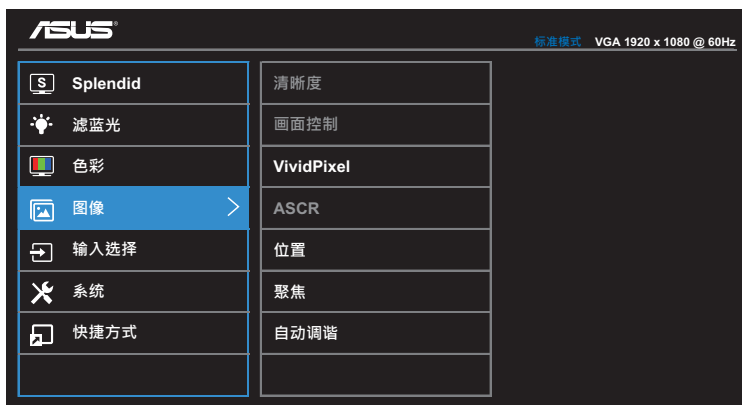 ASUS
标准模式 VGA 1920 x 1080 @ 60Hz
S Splendid
滤蓝光
色彩
图像
输入选择
系统
快捷方式
清晰度
画面控制
VividPixel
ASCR
位置
聚焦
自动调谐